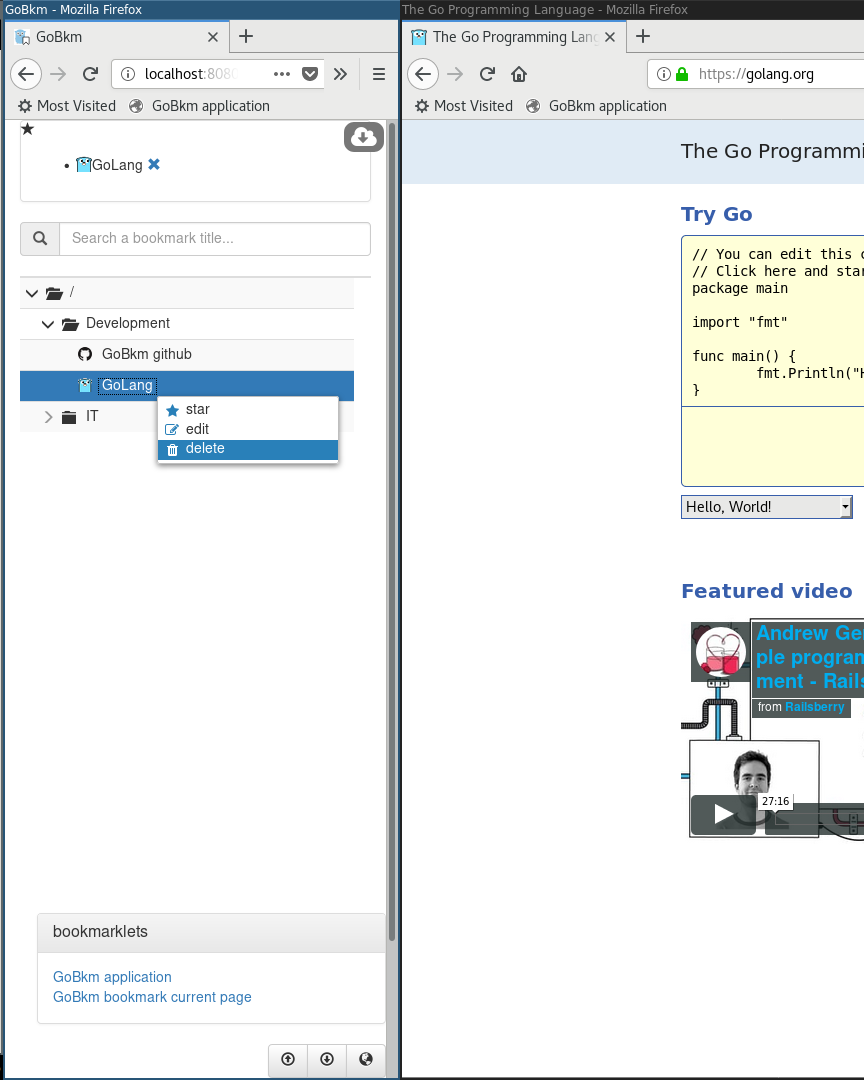 GoBkm - Mozilla Firefox
GoBkm
localhost:8080
Most Visited
GoBkm application
GoLang
Search a bookmark title...
/
Development
GoBkm github
GoLang
IT
star
edit
delete
bookmarklets
GoBkm application
GoBkm bookmark current page
The Go Programming Language - Mozilla Firefox
The Go Programming Lang
https://golang.org
Most Visited
GoBkm application
The Go Programmi
Try Go
// You can edit this c
// Click here and star
package main
import "fmt"
func main() {
fmt.Println("H
}
Hello, World!
Featured video
Andrew Ger
ple program
ment - Rails
from Railsberry
27:16